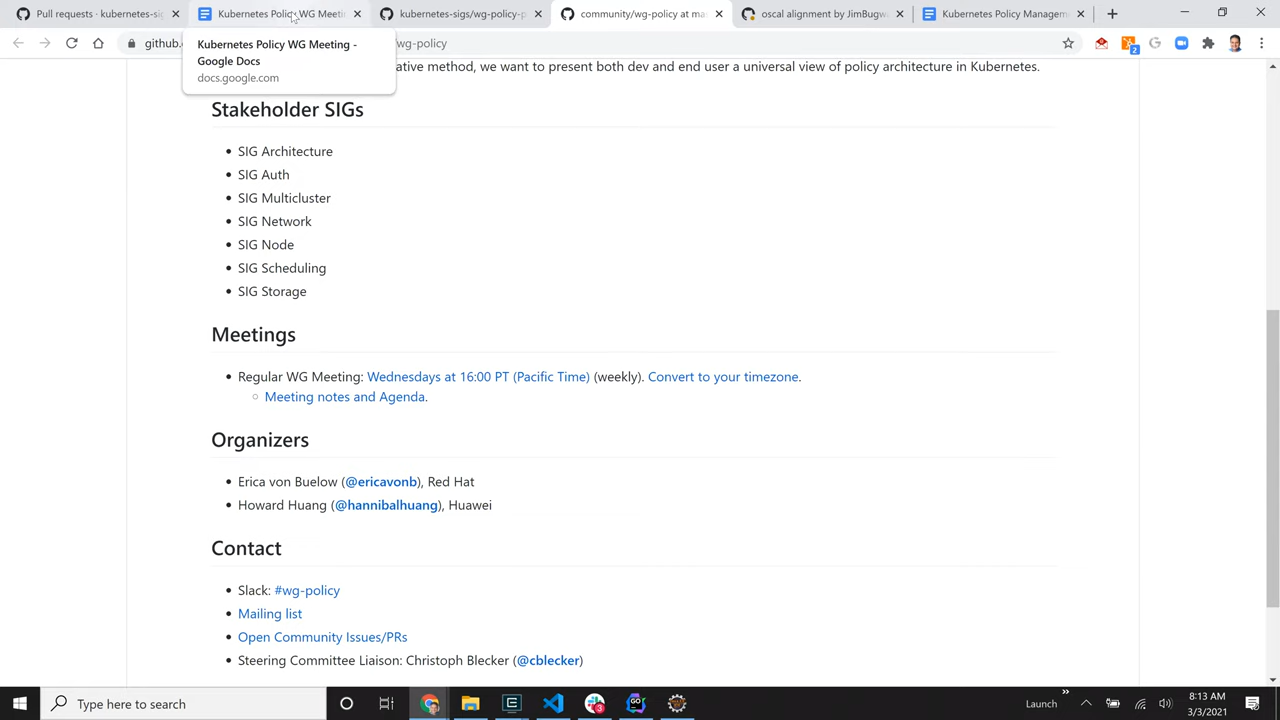 Pull requests · kubernetes-sig
Kubernetes Policy WG Meetin
kubernetes-sigs/wg-policy-p
community/wg-policy at mas
oscal alignment by JimBugwa
Kubernetes Policy Managem
github.
/wg-policy
2
Kubernetes Policy WG Meeting -
Google Docs
docs.google.com
ative method, we want to present both dev and end user a universal view of policy architecture in Kubernetes.
Stakeholder SIGs
SIG Architecture
SIG Auth
SIG Multicluster
SIG Network
SIG Node
SIG Scheduling
SIG Storage
Meetings
Regular WG Meeting: Wednesdays at 16:00 PT (Pacific Time) (weekly). Convert to your timezone.
Meeting notes and Agenda.
Organizers
Erica von Buelow (@ericavonb), Red Hat
Howard Huang (@hannibalhuang), Huawei
Contact
Slack: #wg-policy
Mailing list
Open Community Issues/PRs
Steering Committee Liaison: Christoph Blecker (@cblecker)
Type here to search
GO
3
Launch
8:13 AM
3/3/2021